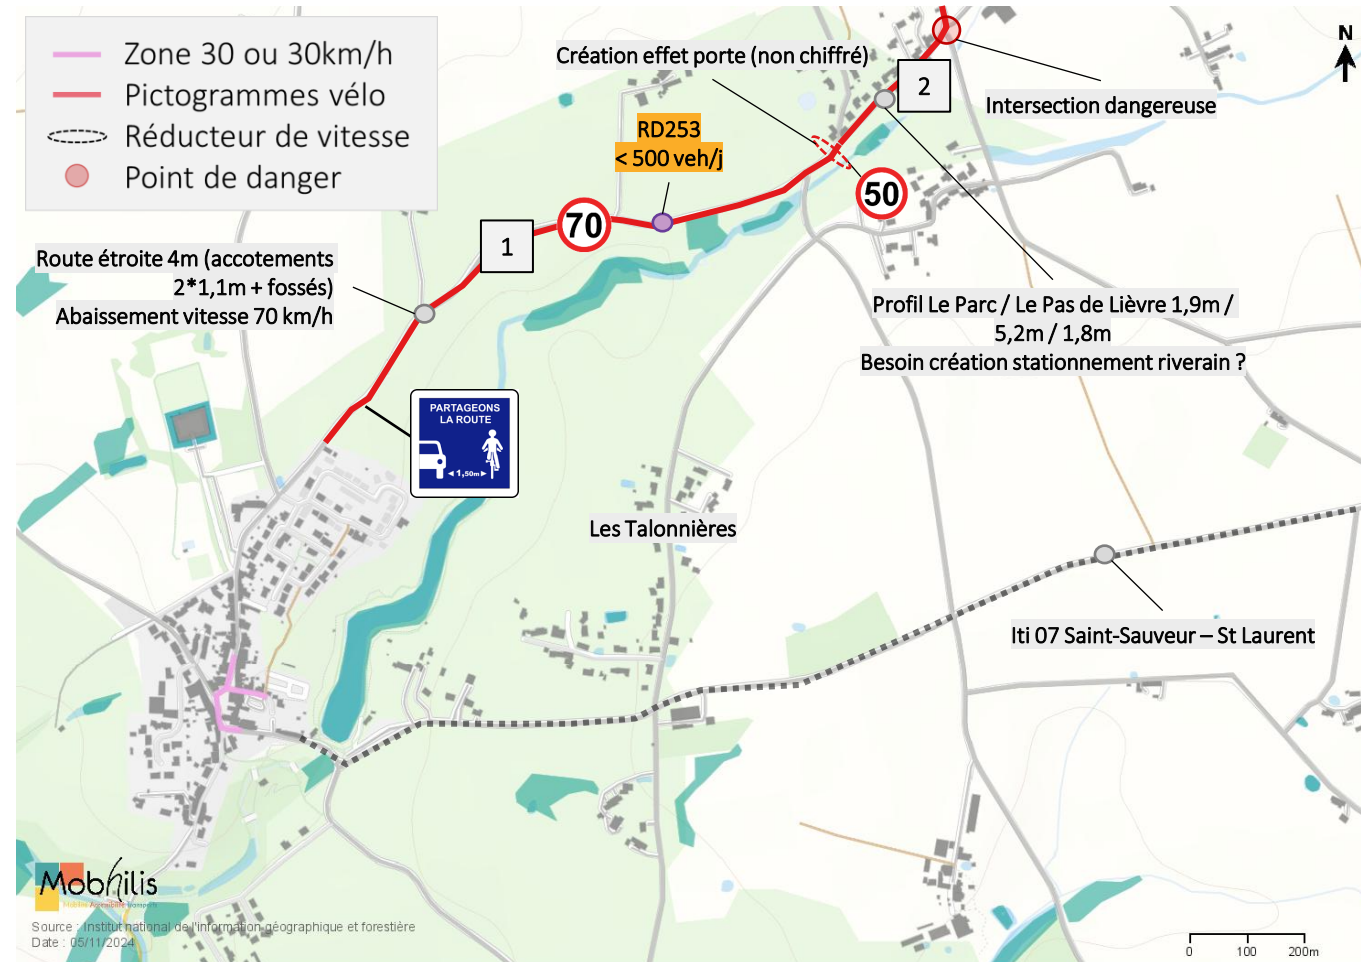 Zone 30 ou 30km/h
Pictogrammes vélo
Réducteur de vitesse
Point de danger
Création effet porte (non chiffré)
2
N
Intersection dangereuse
RD253
< 500 veh/j
50
70
1
Route étroite 4m (accotements
2*1,1m + fossés)
Abaissement vitesse 70 km/h
Profil Le Parc / Le Pas de Lièvre 1,9m /
5,2m / 1,8m
Besoin création stationnement riverain ?
PARTAGEONS
LA ROUTE
1,50m
Les Talonnières
Iti 07 Saint-Sauveur – St Laurent
Mobhilis
Source : Institut national de l'information géographique et forestière
Date : 05/11/2024
0 100 200m